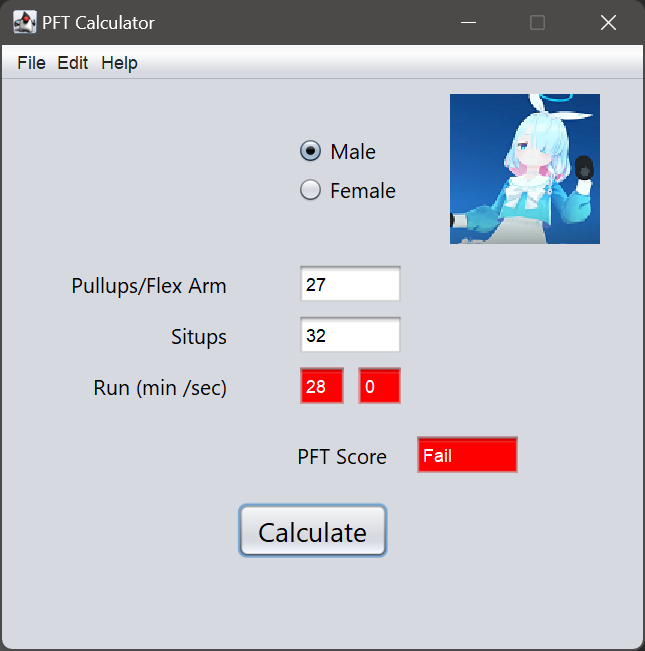 PFT Calculator
File Edit Help
Male
Female
Pullups/Flex Arm 27
Situps 32
Run (min /sec) 28 0
PFT Score Fail
Calculate